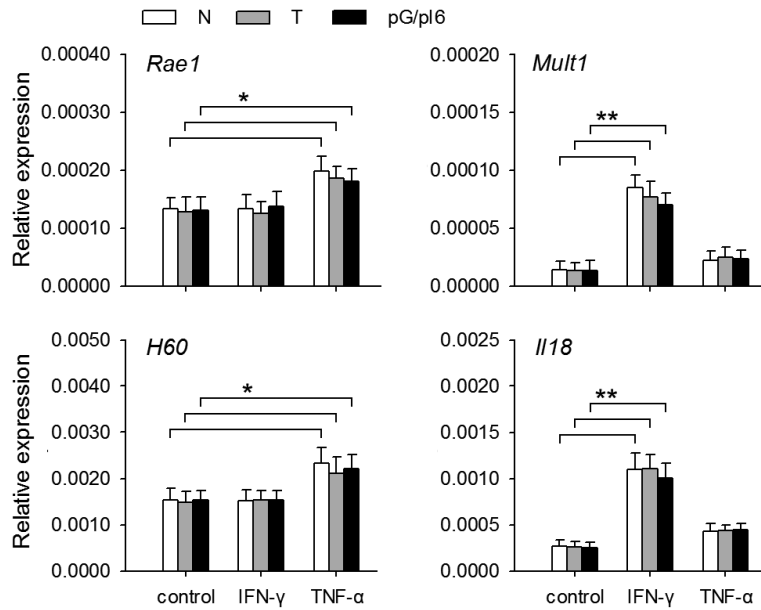 N T pG/pI6
Relative expression
0.00040
0.00030
0.00020
0.00010
0.00000
Rae1
*
0.00020
0.00015
0.00010
0.00005
0.00000
Mult1
**
Relative expression
0.0050
0.0040
0.0030
0.0020
0.0010
0.0000
H60
*
control IFN-γ TNF-α
0.0025
0.0020
0.0015
0.0010
0.0005
0.0000
Il18
**
control IFN-γ TNF-α